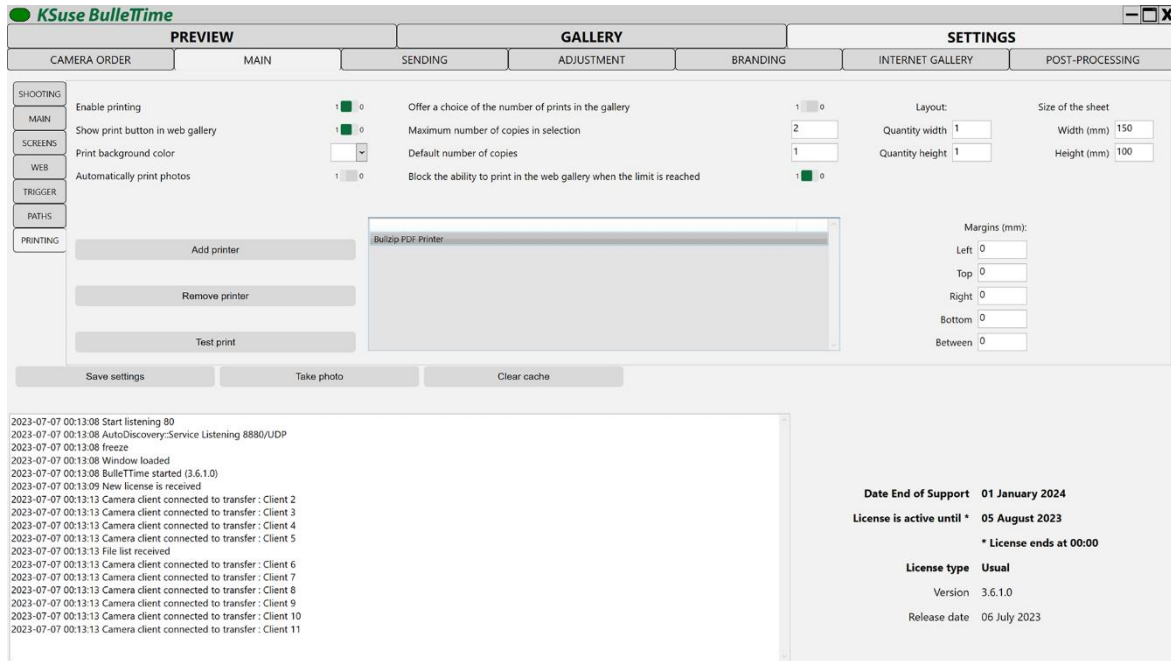 KSuse BulleTTime
PREVIEW GALLERY SETTINGS
CAMERA ORDER MAIN SENDING ADJUSTMENT BRANDING INTERNET GALLERY POST-PROCESSING
SHOOTING
MAIN
SCREENS
WEB
TRIGGER
PATHS
PRINTING
Enable printing 1 0
Show print button in web gallery 1 0
Print background color
Automatically print photos 1 0
Offer a choice of the number of prints in the gallery 1 0
Maximum number of copies in selection 2
Default number of copies 1
Block the ability to print in the web gallery when the limit is reached 1 0
Layout:
Quantity width 1
Quantity height 1
Size of the sheet
Width (mm) 150
Height (mm) 100
Add printer
Remove printer
Test print
Bullzip PDF Printer
Margins (mm):
Left 0
Top 0
Right 0
Bottom 0
Between 0
Save settings Take photo Clear cache
2023-07-07 00:13:08 Start listening 80
2023-07-07 00:13:08 AutoDiscovery::Service Listening 8880/UDP
2023-07-07 00:13:08 freeze
2023-07-07 00:13:08 Window loaded
2023-07-07 00:13:08 BulleTTime started (3.6.1.0)
2023-07-07 00:13:09 New license is received
2023-07-07 00:13:13 Camera client connected to transfer : Client 2
2023-07-07 00:13:13 Camera client connected to transfer : Client 3
2023-07-07 00:13:13 Camera client connected to transfer : Client 4
2023-07-07 00:13:13 Camera client connected to transfer : Client 5
2023-07-07 00:13:13 File list received
2023-07-07 00:13:13 Camera client connected to transfer : Client 6
2023-07-07 00:13:13 Camera client connected to transfer : Client 7
2023-07-07 00:13:13 Camera client connected to transfer : Client 8
2023-07-07 00:13:13 Camera client connected to transfer : Client 9
2023-07-07 00:13:13 Camera client connected to transfer : Client 10
2023-07-07 00:13:13 Camera client connected to transfer : Client 11
Date End of Support 01 January 2024
License is active until * 05 August 2023
* License ends at 00:00
License type Usual
Version 3.6.1.0
Release date 06 July 2023